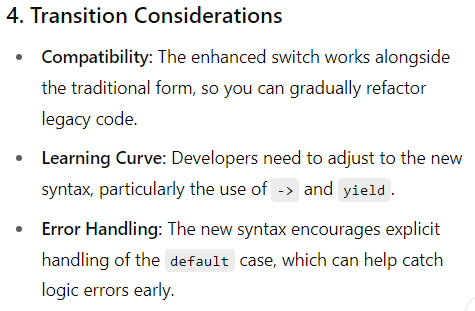 4. Transition Considerations
• Compatibility: The enhanced switch works alongside
the traditional form, so you can gradually refactor
legacy code.
• Learning Curve: Developers need to adjust to the new
syntax, particularly the use of -> and yield .
• Error Handling: The new syntax encourages explicit
handling of the default case, which can help catch
logic errors early.